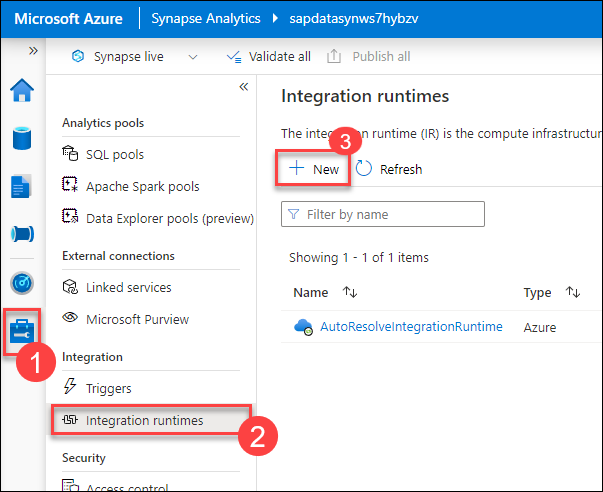 Microsoft Azure Synapse Analytics sapdatasynws7hybzv
Synapse live Validate all Publish all
Analytics pools
SQL pools
Apache Spark pools
Data Explorer pools (preview)
External connections
Linked services
Microsoft Purview
Integration
Triggers
Integration runtimes
Security
Access control
1
2
Integration runtimes
The integration runtime (IR) is the compute infrastructur
3
New Refresh
Filter by name
Showing 1 - 1 of 1 items
Name Type
AutoResolveIntegrationRuntime Azure